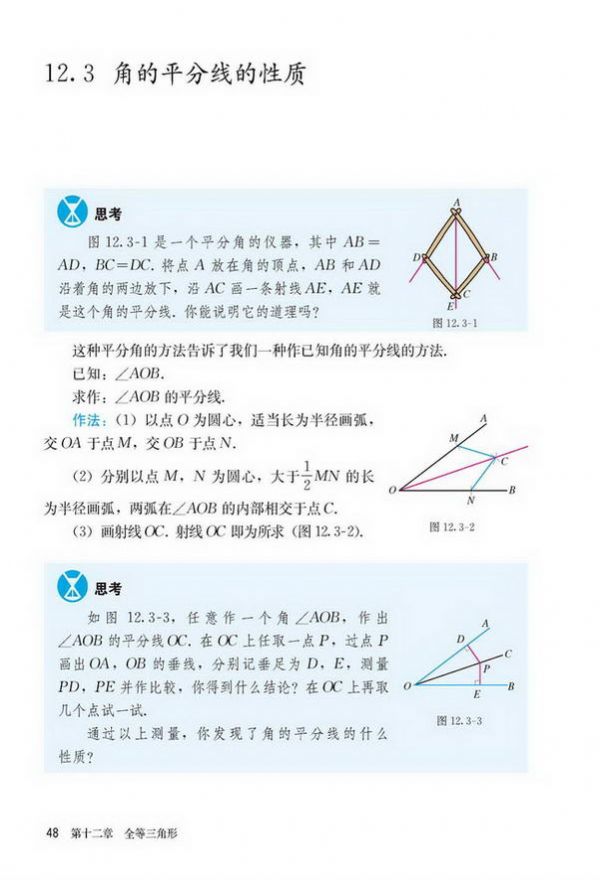 12.3 角的平分线的性质
思考
图 12.3-1 是一个平分角的仪器，其中 AB＝
AD，BC＝DC. 将点 A 放在角的顶点，AB 和 AD
沿着角的两边放下，沿 AC 画一条射线 AE，AE 就
是这个角的平分线. 你能说明它的道理吗？
A
D
B
C
E
图 12.3-1
这种平分角的方法告诉了我们一种作已知角的平分线的方法.
已知：∠AOB.
求作：∠AOB 的平分线.
作法：（1）以点 O 为圆心，适当长为半径画弧，
交 OA 于点 M，交 OB 于点 N.
（2）分别以点 M，N 为圆心，大于 1/2 MN 的长
为半径画弧，两弧在∠AOB 的内部相交于点 C.
（3）画射线 OC. 射线 OC 即为所求（图 12.3-2）.
A
M
C
O
N
B
图 12.3-2
思考
如图 12.3-3，任意作一个角∠AOB，作出
∠AOB 的平分线 OC. 在 OC 上任取一点 P，过点 P
画出 OA，OB 的垂线，分别记垂足为 D，E，测量
PD，PE 并作比较，你得到什么结论？在 OC 上再取
几个点试一试.
通过以上测量，你发现了角的平分线的什么
性质？
A
D
C
P
O
E
B
图 12.3-3
48 第十二章 全等三角形